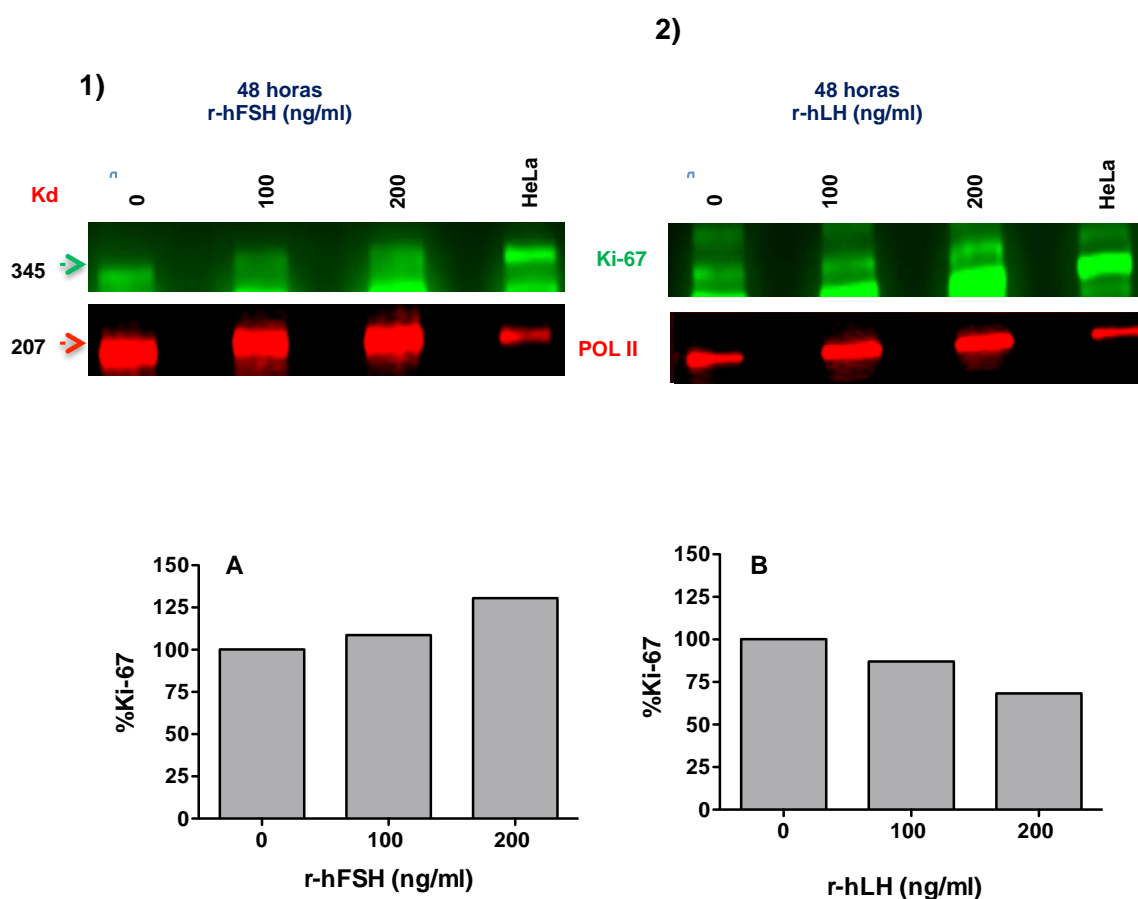 2)
1)
48 horas
r-hFSH (ng/ml)
48 horas
r-hLH (ng/ml)
Kd
0
100
200
HeLa
0
100
200
HeLa
345
Ki-67
207
POL II
A
%Ki-67
150
125
100
75
50
25
0
0 100 200
r-hFSH (ng/ml)
B
%Ki-67
150
125
100
75
50
25
0
0 100 200
r-hLH (ng/ml)